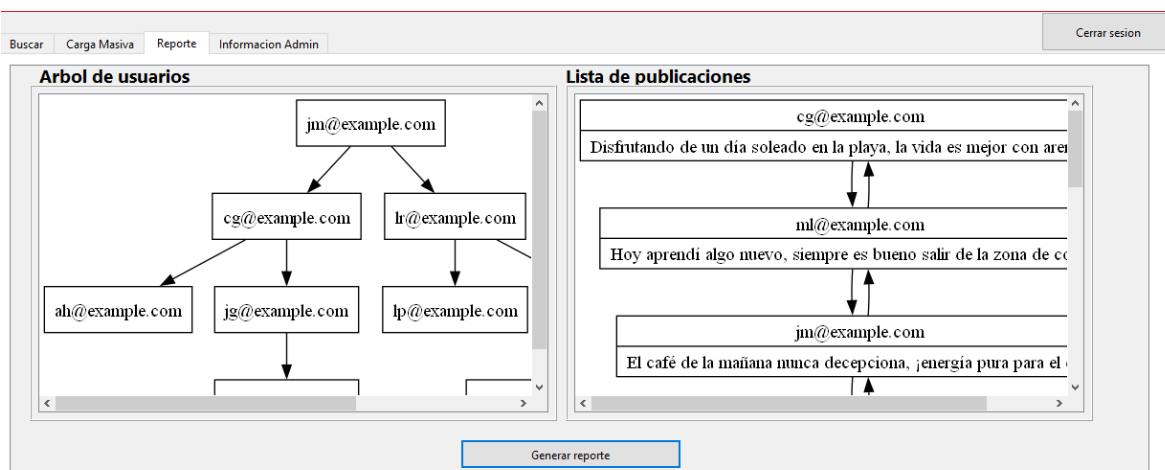 Cerrar sesion
Buscar Carga Masiva Reporte Informacion Admin
Arbol de usuarios
jm@example.com
cg@example.com lr@example.com
ah@example.com jg@example.com lp@example.com
Lista de publicaciones
cg@example.com
Disfrutando de un día soleado en la playa, la vida es mejor con
ml@example.com
Hoy aprendí algo nuevo, siempre es bueno salir de la zona de
jm@example.com
El café de la mañana nunca decepciona, ¡energía pura para el
Generar reporte